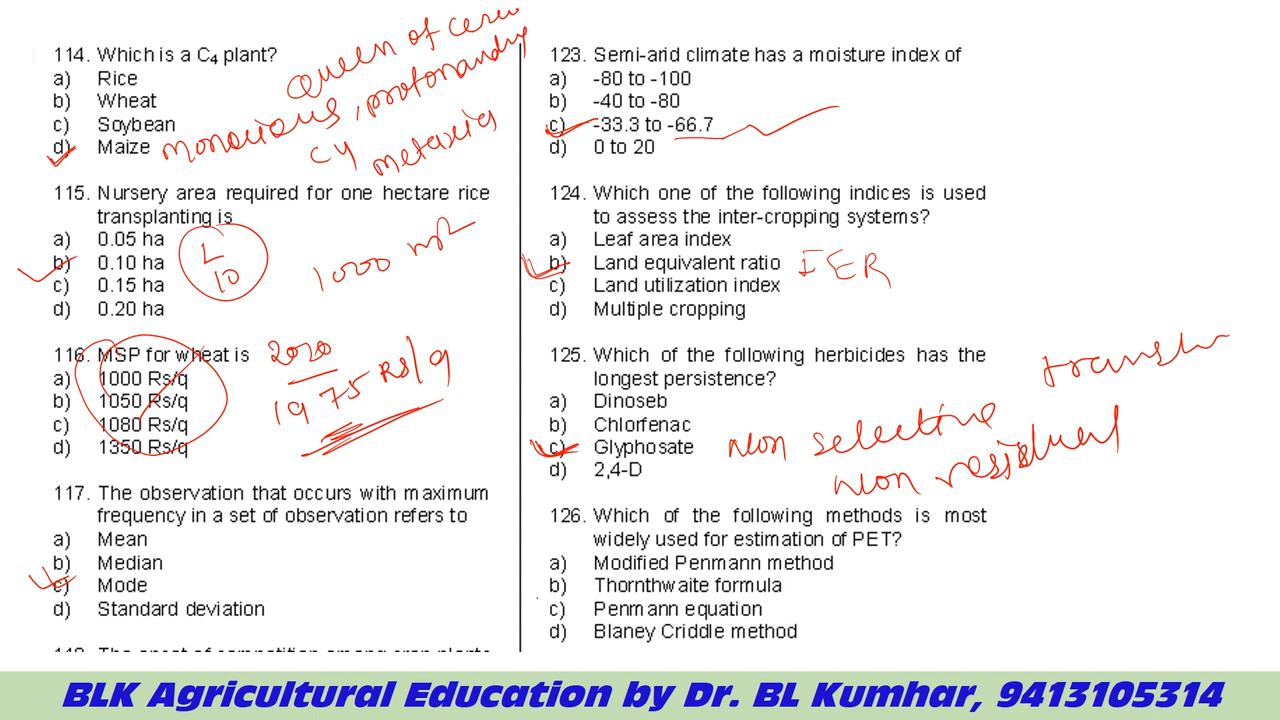 114. Which is a C4 plant?
a) Rice
b) Wheat
c) Soybean
d) Maize
Queen of
monocious, protorandry
C4
metaxia
115. Nursery area required for one hectare rice
transplanting is
a) 0.05 ha
b) 0.10 ha
c) 0.15 ha
d) 0.20 ha
1/10
1000 m2
116. MSP for wheat is
a) 1000 Rs/q
b) 1050 Rs/q
c) 1080 Rs/q
d) 1350 Rs/q
2020
1975 Rs/q
117. The observation that occurs with maximum
frequency in a set of observation refers to
a) Mean
b) Median
c) Mode
d) Standard deviation
123. Semi-arid climate has a moisture index of
a) -80 to -100
b) -40 to -80
c) -33.3 to -66.7
d) 0 to 20
124. Which one of the following indices is used
to assess the inter-cropping systems?
a) Leaf area index
b) Land equivalent ratio
c) Land utilization index
d) Multiple cropping
IER
125. Which of the following herbicides has the
longest persistence?
a) Dinoseb
b) Chlorfenac
c) Glyphosate
d) 2,4-D
Non selective
Non residual
126. Which of the following methods is most
widely used for estimation of PET?
a) Modified Penmann method
b) Thornthwaite formula
c) Penmann equation
d) Blaney Criddle method
BLK Agricultural Education by Dr. BL Kumhar, 9413105314